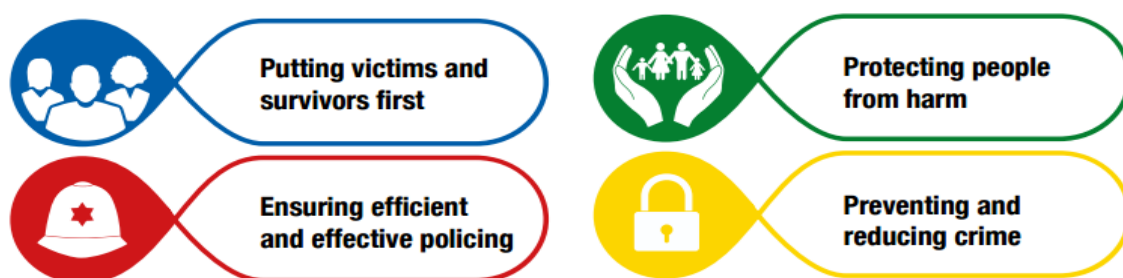 Putting victims and
survivors first
Protecting people
from harm
Ensuring efficient
and effective policing
Preventing and
reducing crime